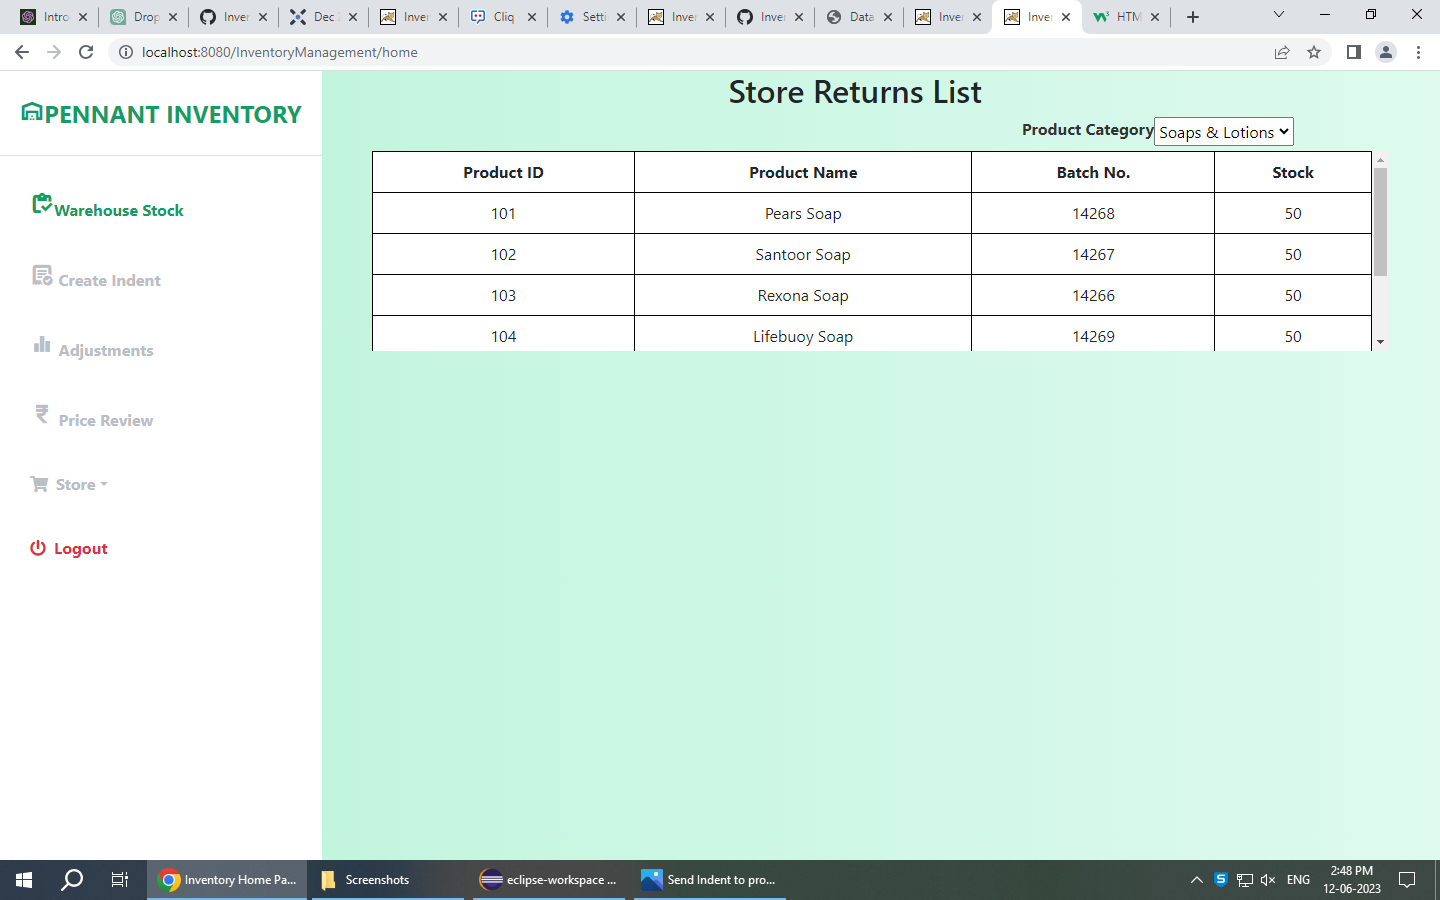 Intro
Drop
Inver
Dec
Inver
Cliq
Setti
Inver
Inver
Data
Inve
Inve
HTM
localhost:8080/InventoryManagement/home
PENNANT INVENTORY
Warehouse Stock
Create Indent
Adjustments
Price Review
Store
Logout
Store Returns List
Product Category Soaps & Lotions
Product ID Product Name Batch No. Stock
101 Pears Soap 14268 50
102 Santoor Soap 14267 50
103 Rexona Soap 14266 50
104 Lifebuoy Soap 14269 50
Inventory Home Pa...
Screenshots
eclipse-workspace ...
Send Indent to pro...
ENG
2:48 PM
12-06-2023